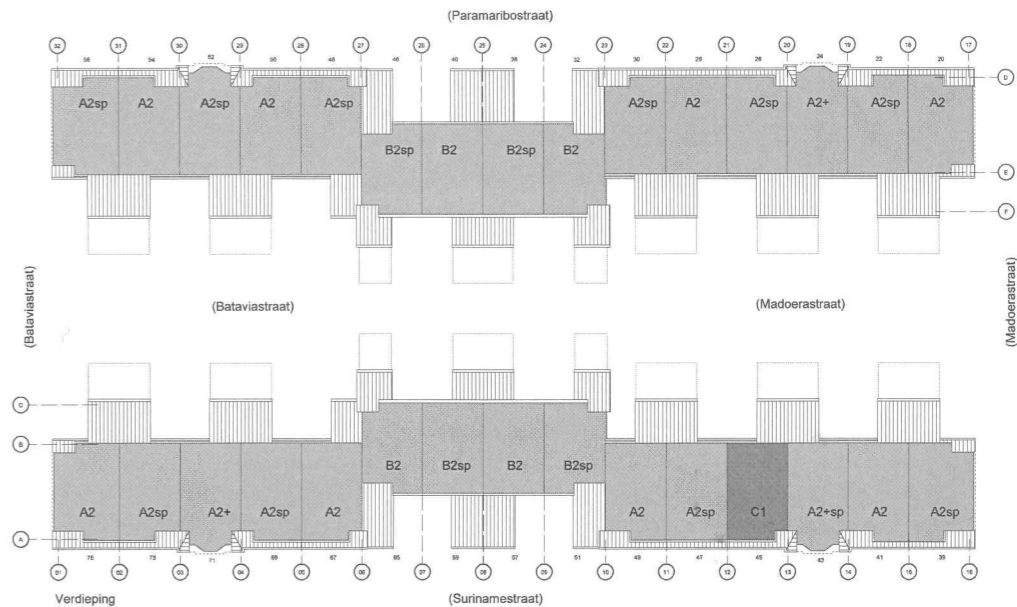 (Paramaribostraat)
32 31 30 29 28 27 26 25 24 23 22 21 20 19 18 17
56 54 52 50 48 46 40 38 32 30 28 26 24 22 20
D
A2sp A2 A2sp A2 A2sp A2sp A2 A2sp A2+ A2sp A2
B2sp B2 B2sp B2
E
F
(Bataviastraat)
(Bataviastraat)
(Madoerastraat)
(Madoerastraat)
C
B
B2 B2sp B2 B2sp
A2 A2sp A2+ A2sp A2 A2 A2sp C1 A2+sp A2 A2sp
A
73 71 69 67 65 59 57 51 49 47 45 43 41 39
01 02 03 04 05 06 07 08 09 10 11 12 13 14 15 16
Verdieping
(Surinamestraat)